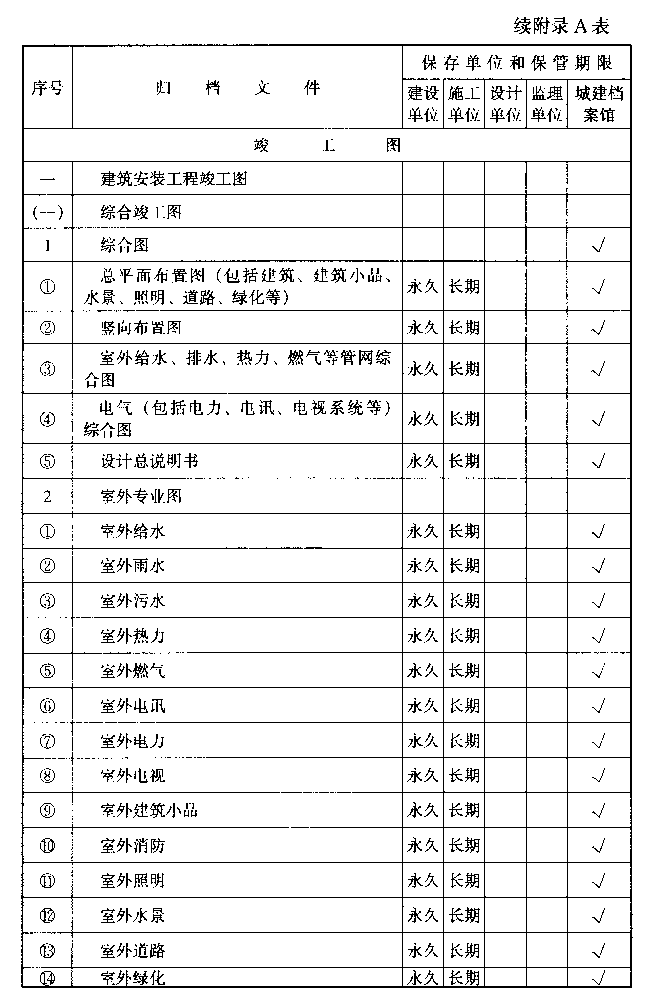 续附录 A 表
序号 归档文件 保存单位和保管期限
建设单位 施工单位 设计单位 监理单位 城建档案馆
竣工图
一 建筑安装工程竣工图
(一) 综合竣工图
1 综合图 √
① 总平面布置图（包括建筑、建筑小品、
水景、照明、道路、绿化等） 永久 长期 √
② 竖向布置图 永久 长期 √
③ 室外给水、排水、热力、燃气等管网综
合图 永久 长期 √
④ 电气（包括电力、电讯、电视系统等）
综合图 永久 长期 √
⑤ 设计总说明书 永久 长期 √
2 室外专业图
① 室外给水 永久 长期 √
② 室外雨水 永久 长期 √
③ 室外污水 永久 长期 √
④ 室外热力 永久 长期 √
⑤ 室外燃气 永久 长期 √
⑥ 室外电讯 永久 长期 √
⑦ 室外电力 永久 长期 √
⑧ 室外电视 永久 长期 √
⑨ 室外建筑小品 永久 长期 √
⑩ 室外消防 永久 长期 √
⑪ 室外照明 永久 长期 √
⑫ 室外水景 永久 长期 √
⑬ 室外道路 永久 长期 √
⑭ 室外绿化 永久 长期 √